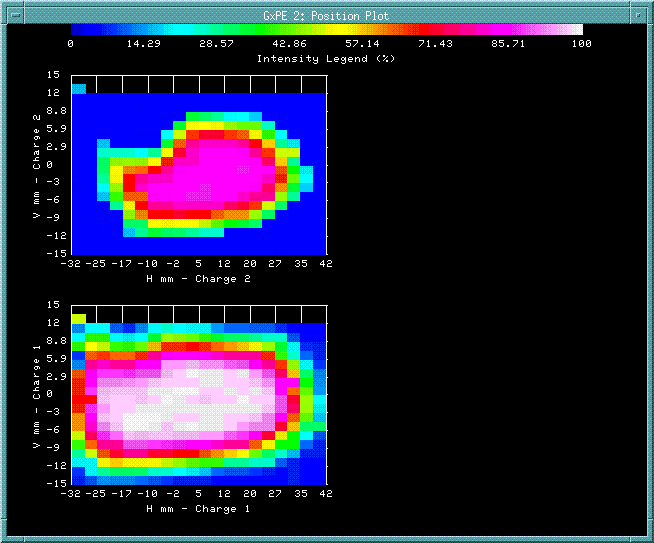 GxPE 2: Position Plot
0 14.29 28.57 42.86 57.14 71.43 85.71 100
Intensity Legend (%)
15
12
8.8
5.9
2.9
0
-3
-6
-9
-12
-15
V mm - Charge 2
-32 -25 -17 -10 -2 5 12 20 27 35 42
H mm - Charge 2
15
12
8.8
5.9
2.9
0
-3
-6
-9
-12
-15
V mm - Charge 1
-32 -25 -17 -10 -2 5 12 20 27 35 42
H mm - Charge 1